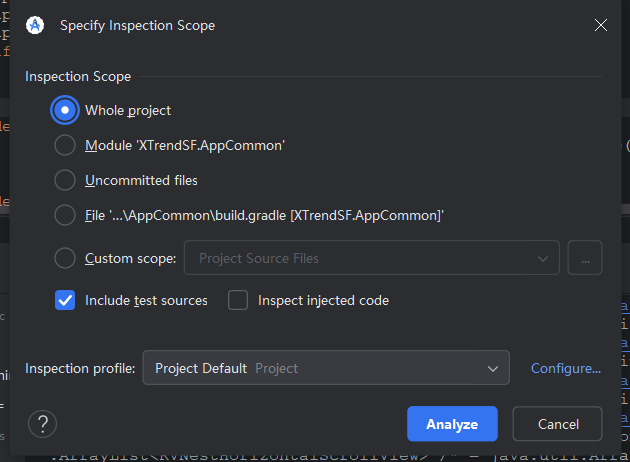 Specify Inspection Scope
Inspection Scope
Whole project
Module 'XTrendSF.AppCommon'
Uncommitted files
File '...\AppCommon\build.gradle [XTrendSF.AppCommon]'
Custom scope: Project Source Files ...
Include test sources Inspect injected code
Inspection profile: Project Default Project Configure...
? Analyze Cancel